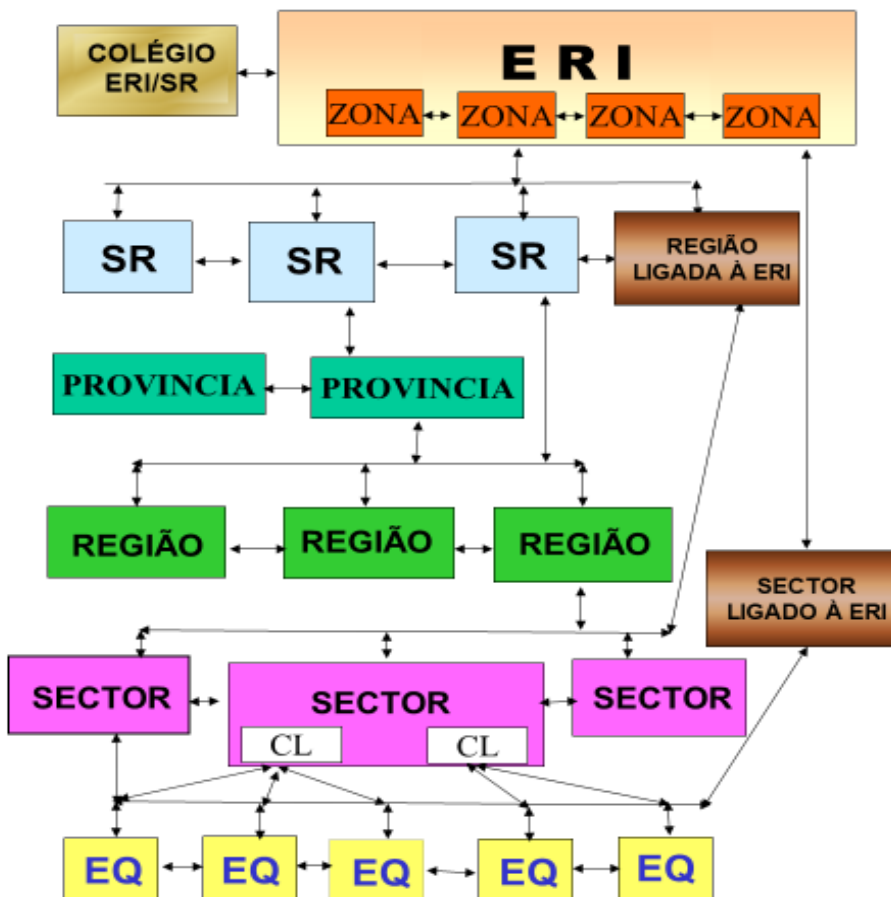 COLÉGIO
ERI/SR
E R I
ZONA
ZONA
ZONA
ZONA
SR
SR
SR
REGIÃO
LIGADA À ERI
PROVINCIA
PROVINCIA
REGIÃO
REGIÃO
REGIÃO
SECTOR
LIGADO À ERI
SECTOR
SECTOR
SECTOR
CL
CL
EQ
EQ
EQ
EQ
EQ